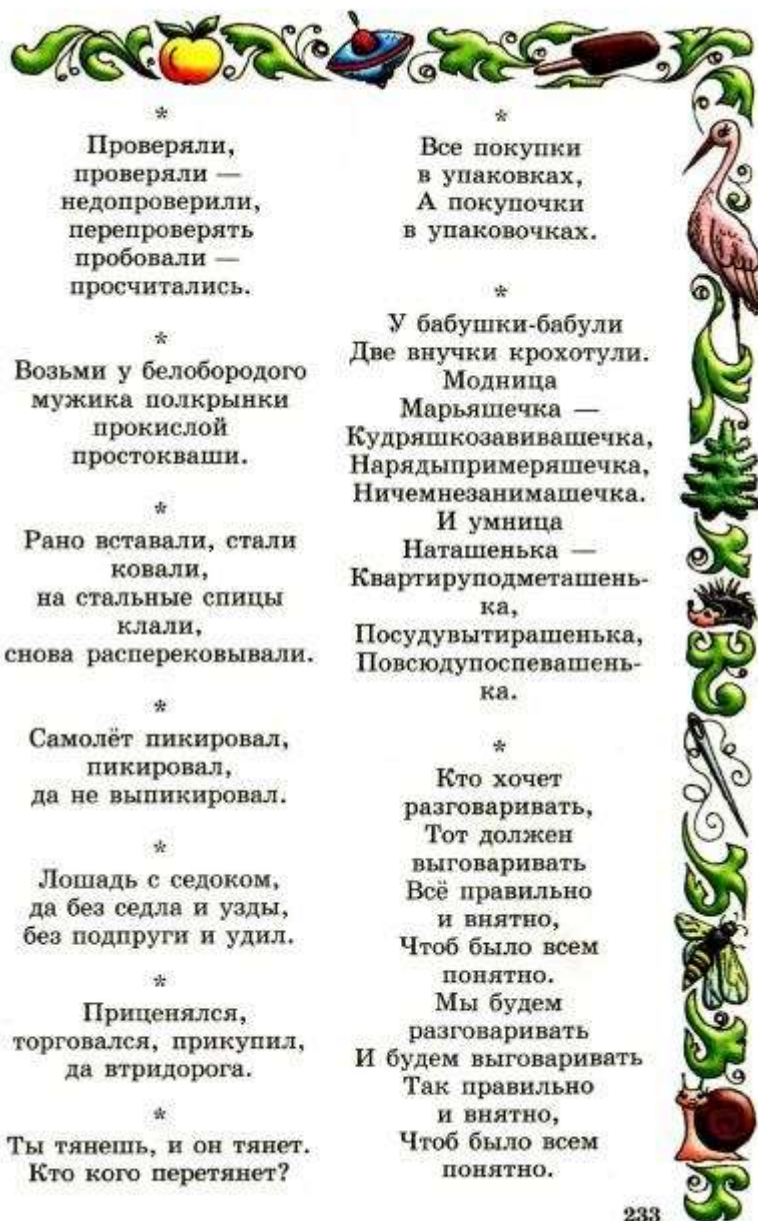 *
Проверяли,
проверяли —
недопроверили,
перепроверять
пробовали —
просчитались.
*
Возьми у белобородого
мужика полкрынки
прокислой
простокваши.
*
Рано вставали, стали
ковали,
на стальные спицы
клали,
снова расперековывали.
*
Самолёт пикировал,
пикировал,
да не выпикировал.
*
Лошадь с седоком,
да без седла и узды,
без подпруги и удил.
*
Приценялся,
торговался, прикупил,
да втридорога.
*
Ты тянешь, и он тянет.
Кто кого перетянет?
*
Все покупки
в упаковках,
А покупочки
в упаковочках.
*
У бабушки-бабули
Две внучки крохотули.
Модница
Марьяшечка —
Кудряшкозавивашечка,
Нарядыпримеряшечка,
Ничемнезанимашечка.
И умница
Наташенька —
Квартируподметашень-
ка,
Посудувытирашенька,
Повсюдупоспевашень-
ка.
*
Кто хочет
разговаривать,
Тот должен
выговаривать
Всё правильно
и внятно,
Чтоб было всем
понятно.
Мы будем
разговаривать
И будем выговаривать
Так правильно
и внятно,
Чтоб было всем
понятно.
233